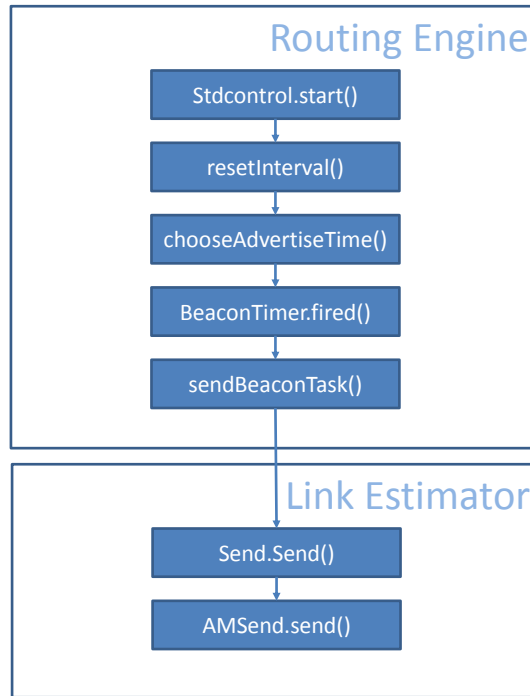 Routing Engine
Stdcontrol.start()
resetInterval()
chooseAdvertiseTime()
BeaconTimer.fired()
sendBeaconTask()
Link Estimator
Send.Send()
AMSend.send()